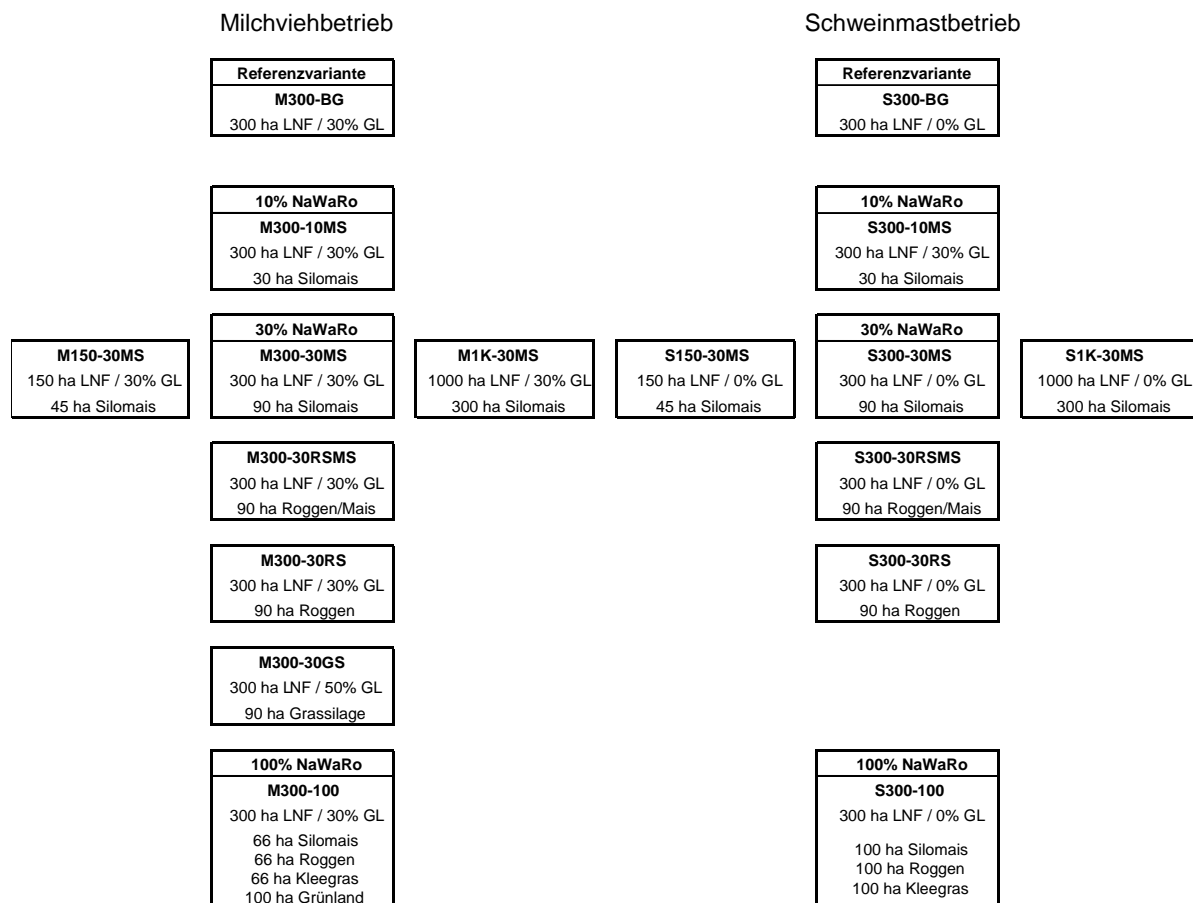 Milchviehbetrieb
Schweinmastbetrieb
Referenzvariante
M300-BG
300 ha LNF / 30% GL
Referenzvariante
S300-BG
300 ha LNF / 0% GL
10% NaWaRo
M300-10MS
300 ha LNF / 30% GL
30 ha Silomais
10% NaWaRo
S300-10MS
300 ha LNF / 30% GL
30 ha Silomais
M150-30MS
150 ha LNF / 30% GL
45 ha Silomais
30% NaWaRo
M300-30MS
300 ha LNF / 30% GL
90 ha Silomais
M1K-30MS
1000 ha LNF / 30% GL
300 ha Silomais
S150-30MS
150 ha LNF / 0% GL
45 ha Silomais
30% NaWaRo
S300-30MS
300 ha LNF / 0% GL
90 ha Silomais
S1K-30MS
1000 ha LNF / 0% GL
300 ha Silomais
M300-30RSMS
300 ha LNF / 30% GL
90 ha Roggen/Mais
S300-30RSMS
300 ha LNF / 0% GL
90 ha Roggen/Mais
M300-30RS
300 ha LNF / 30% GL
90 ha Roggen
S300-30RS
300 ha LNF / 0% GL
90 ha Roggen
M300-30GS
300 ha LNF / 50% GL
90 ha Grassilage
100% NaWaRo
M300-100
300 ha LNF / 30% GL
66 ha Silomais
66 ha Roggen
66 ha Kleegras
100 ha Grünland
100% NaWaRo
S300-100
300 ha LNF / 0% GL
100 ha Silomais
100 ha Roggen
100 ha Kleegras